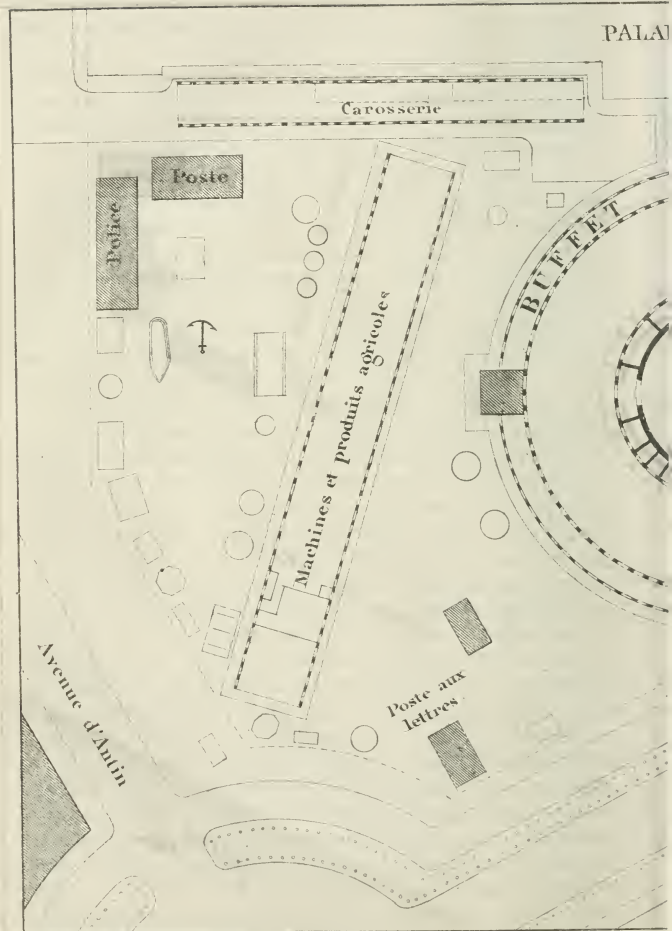 PALAI
Carosserie
Poste
Police
BUFFET
Machines et produits agricoles
Avenue d'Antin
Poste aux
lettres